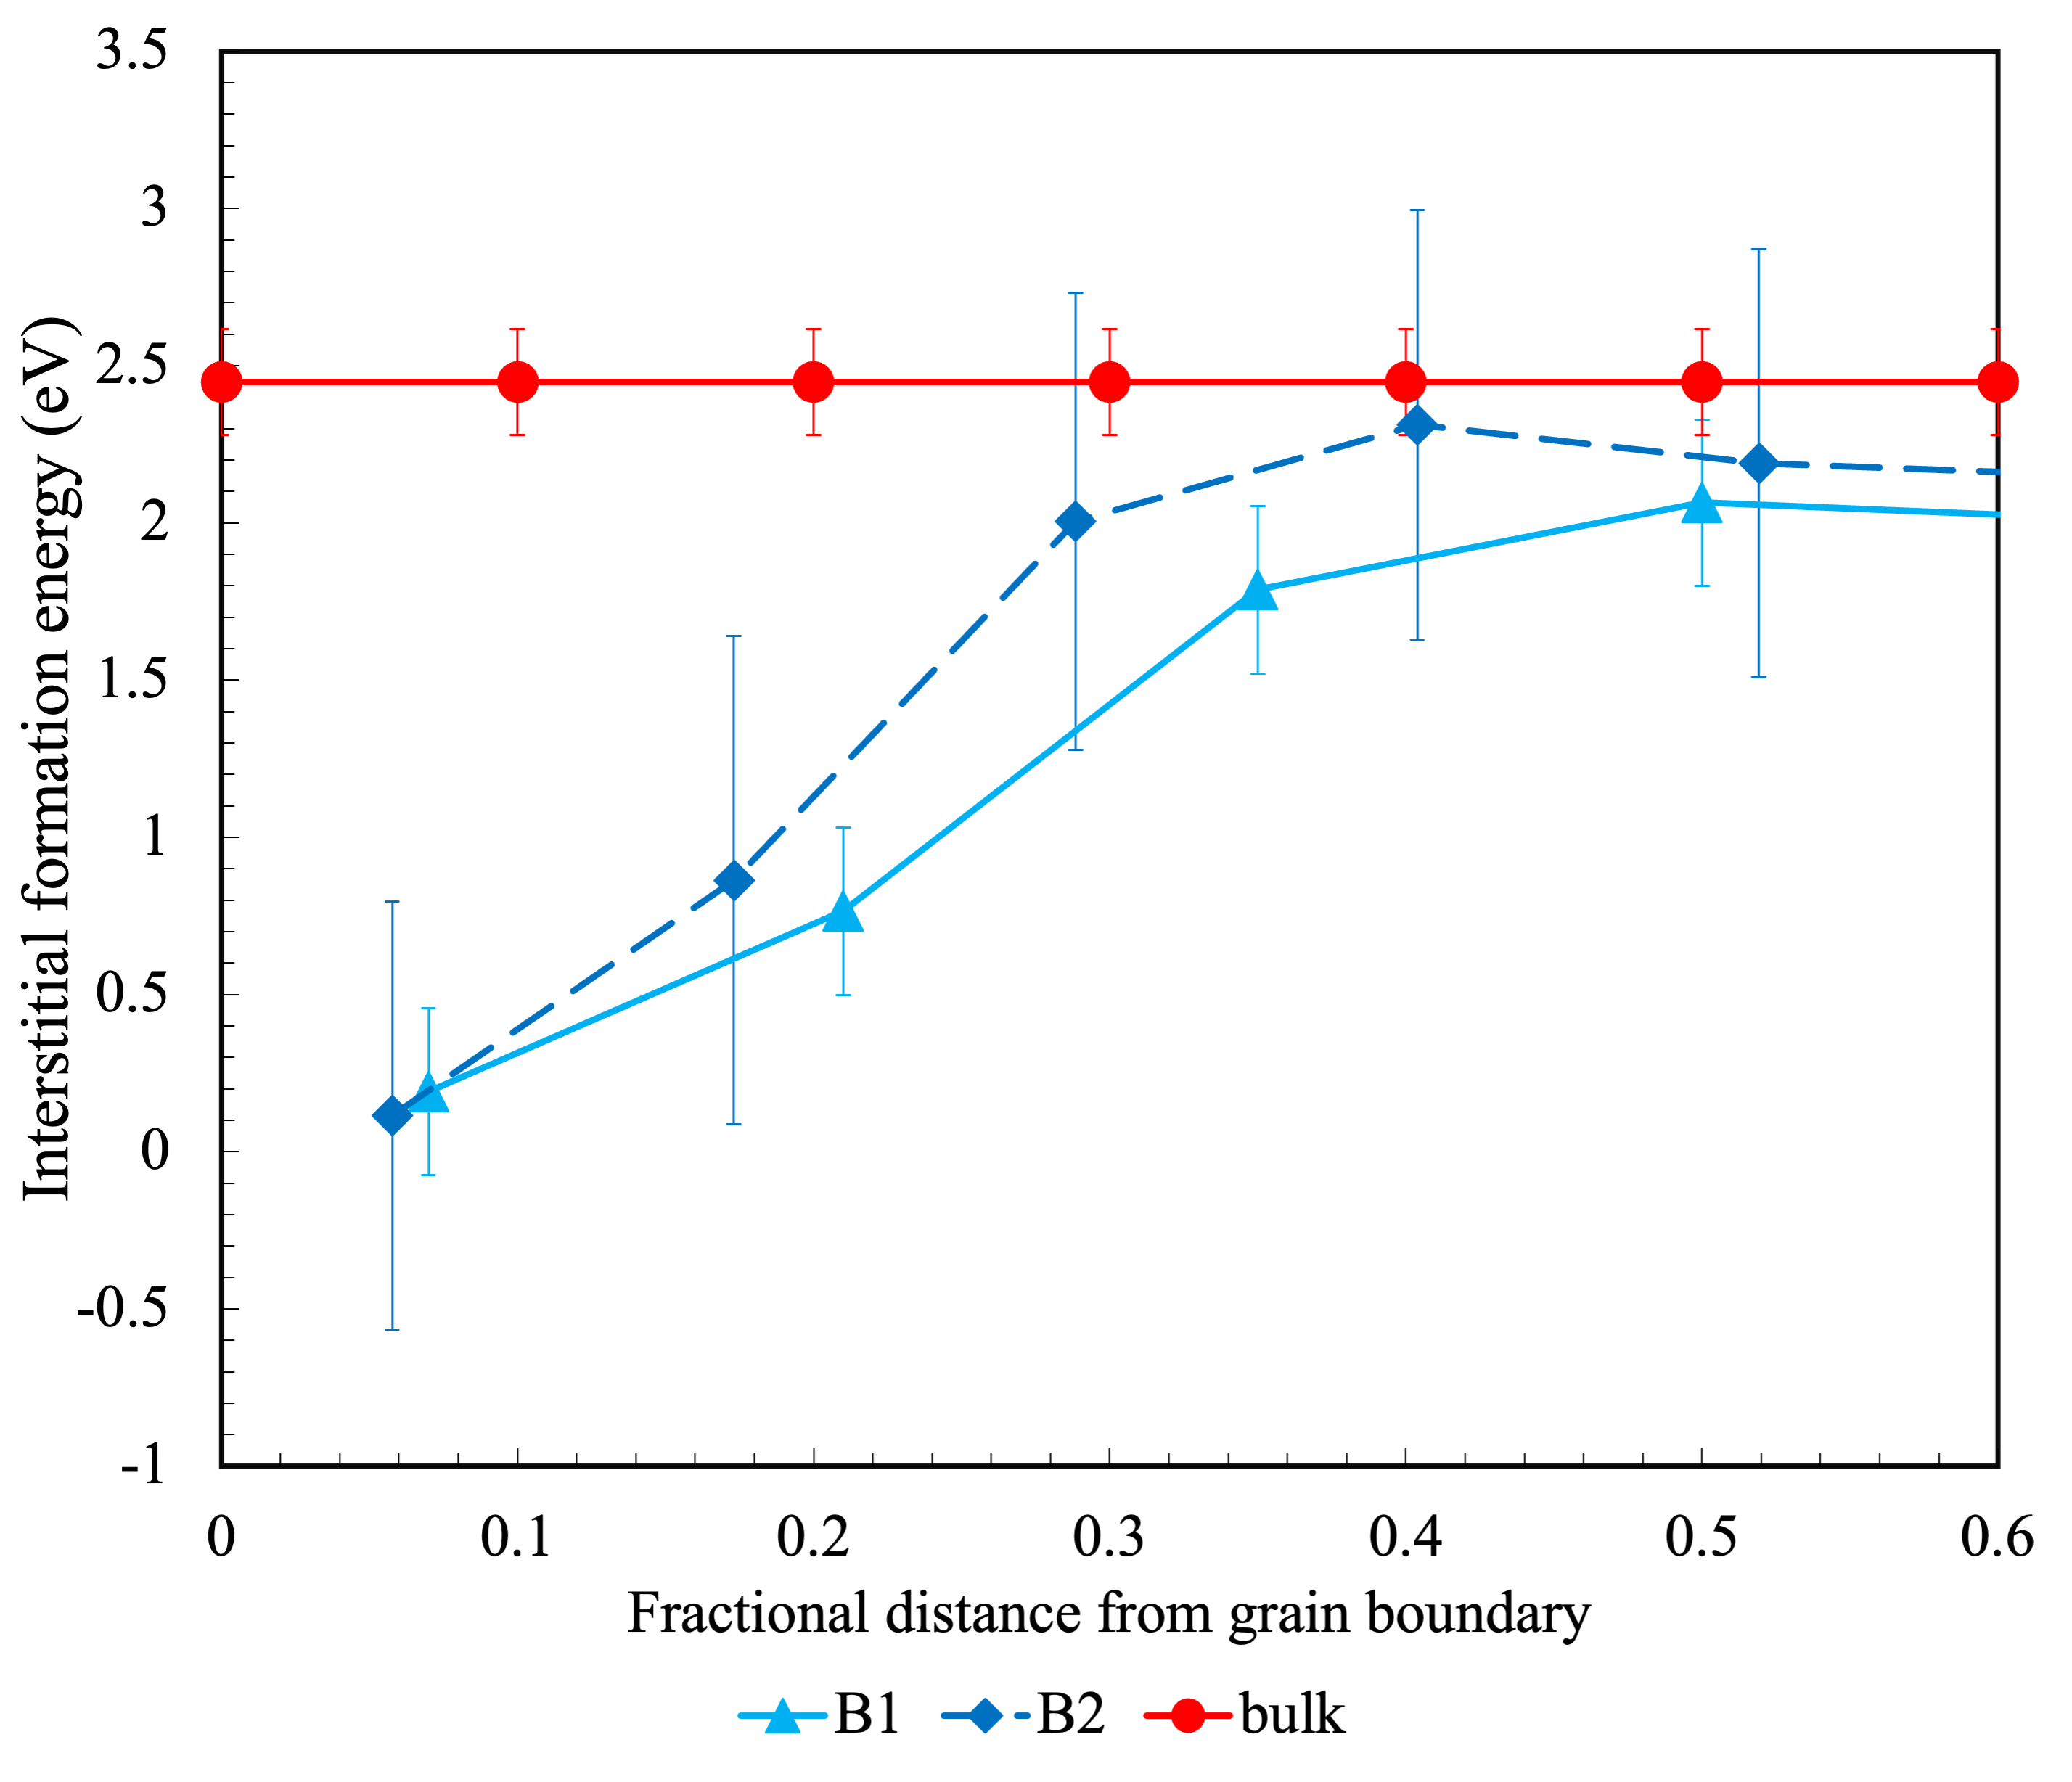 Interstitial formation energy (eV)
3.5
3
2.5
2
1.5
1
0.5
0
-0.5
-1
0 0.1 0.2 0.3 0.4 0.5 0.6
Fractional distance from grain boundary
B1 B2 bulk